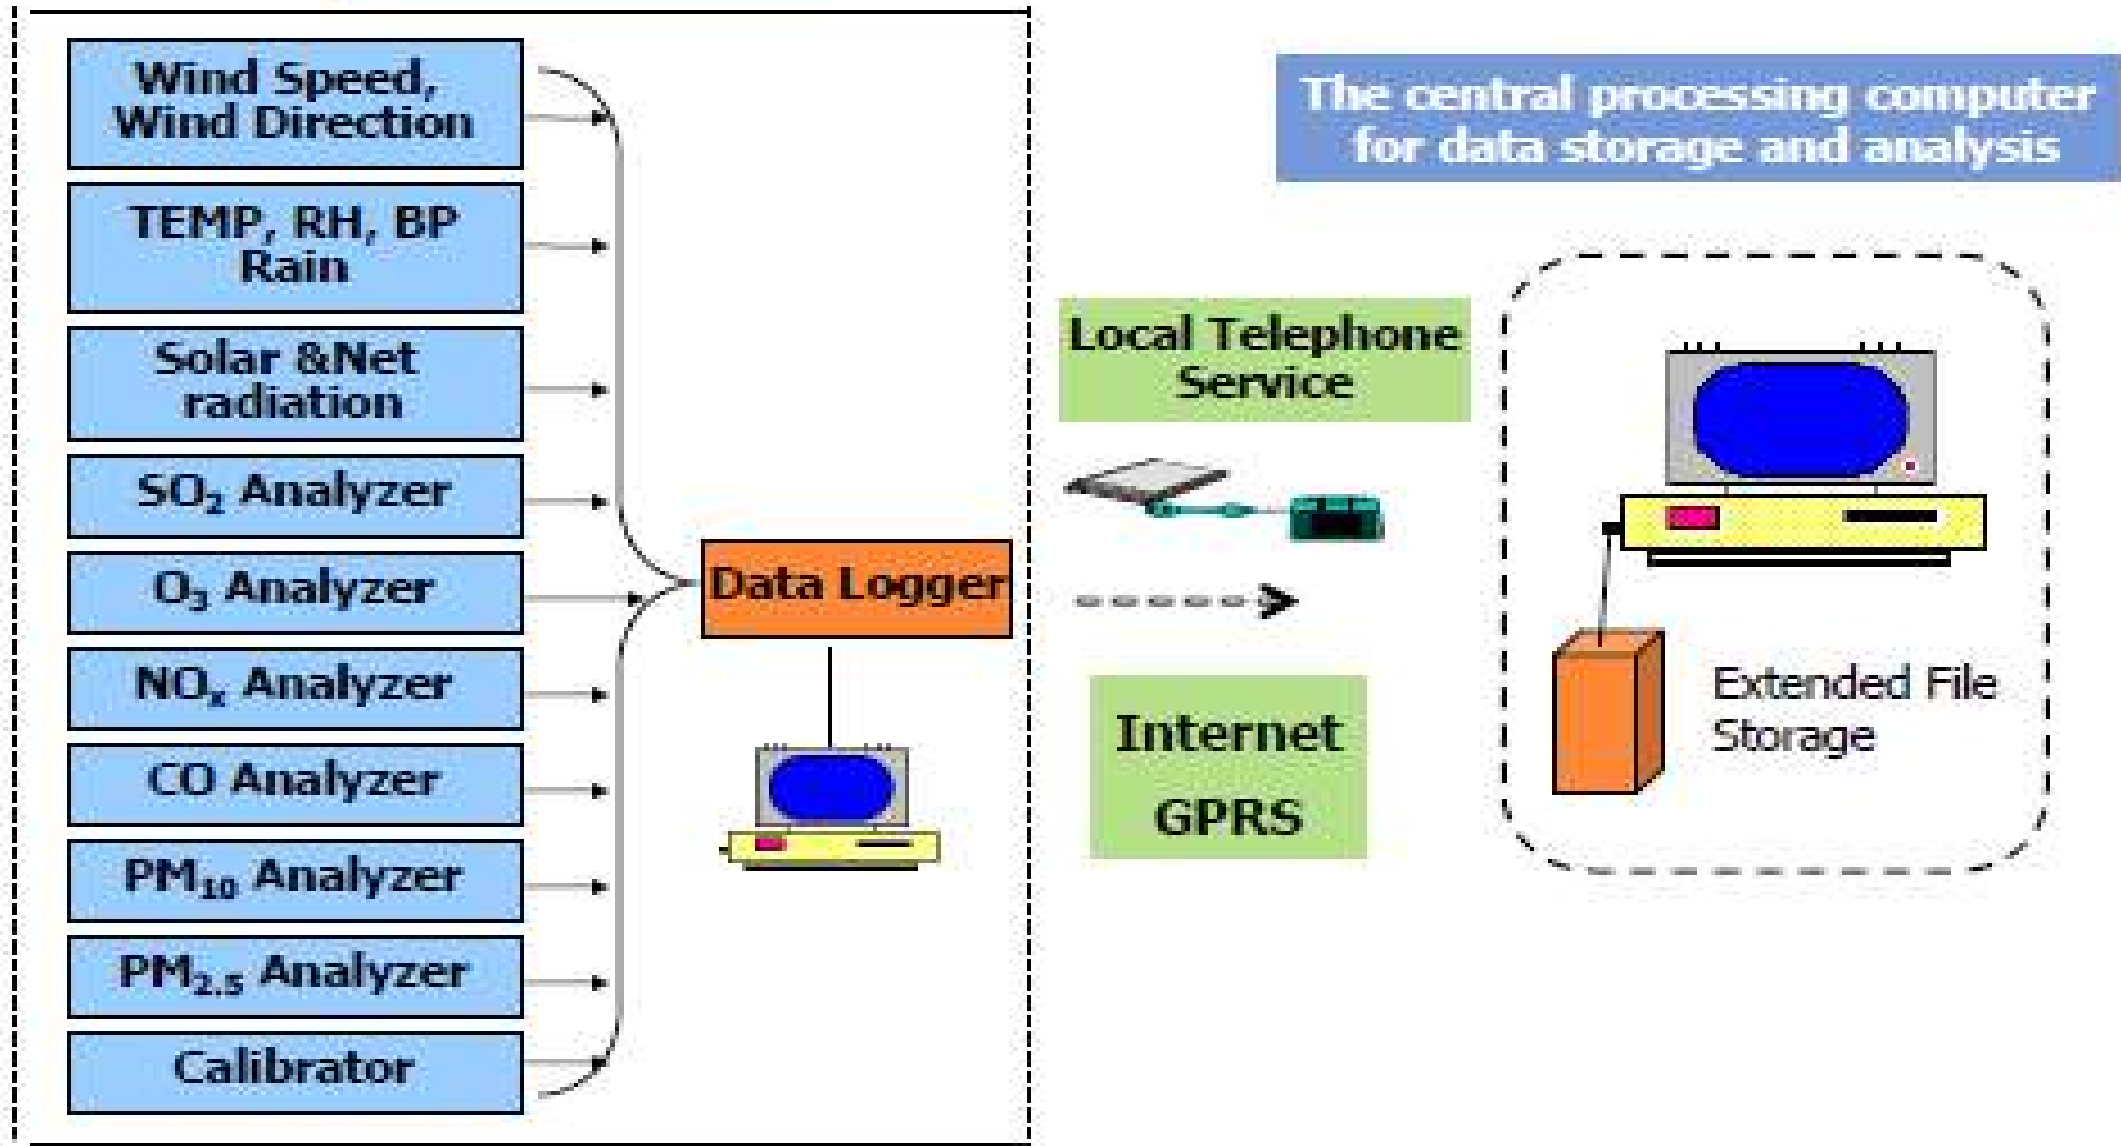 Wind Speed,
Wind Direction
TEMP, RH, BP
Rain
Solar &Net
radiation
SO₂ Analyzer
O₃ Analyzer
NOₓ Analyzer
CO Analyzer
PM₁₀ Analyzer
PM₂.₅ Analyzer
Calibrator
Data Logger
Local Telephone
Service
Internet
GPRS
The central processing computer
for data storage and analysis
Extended File
Storage